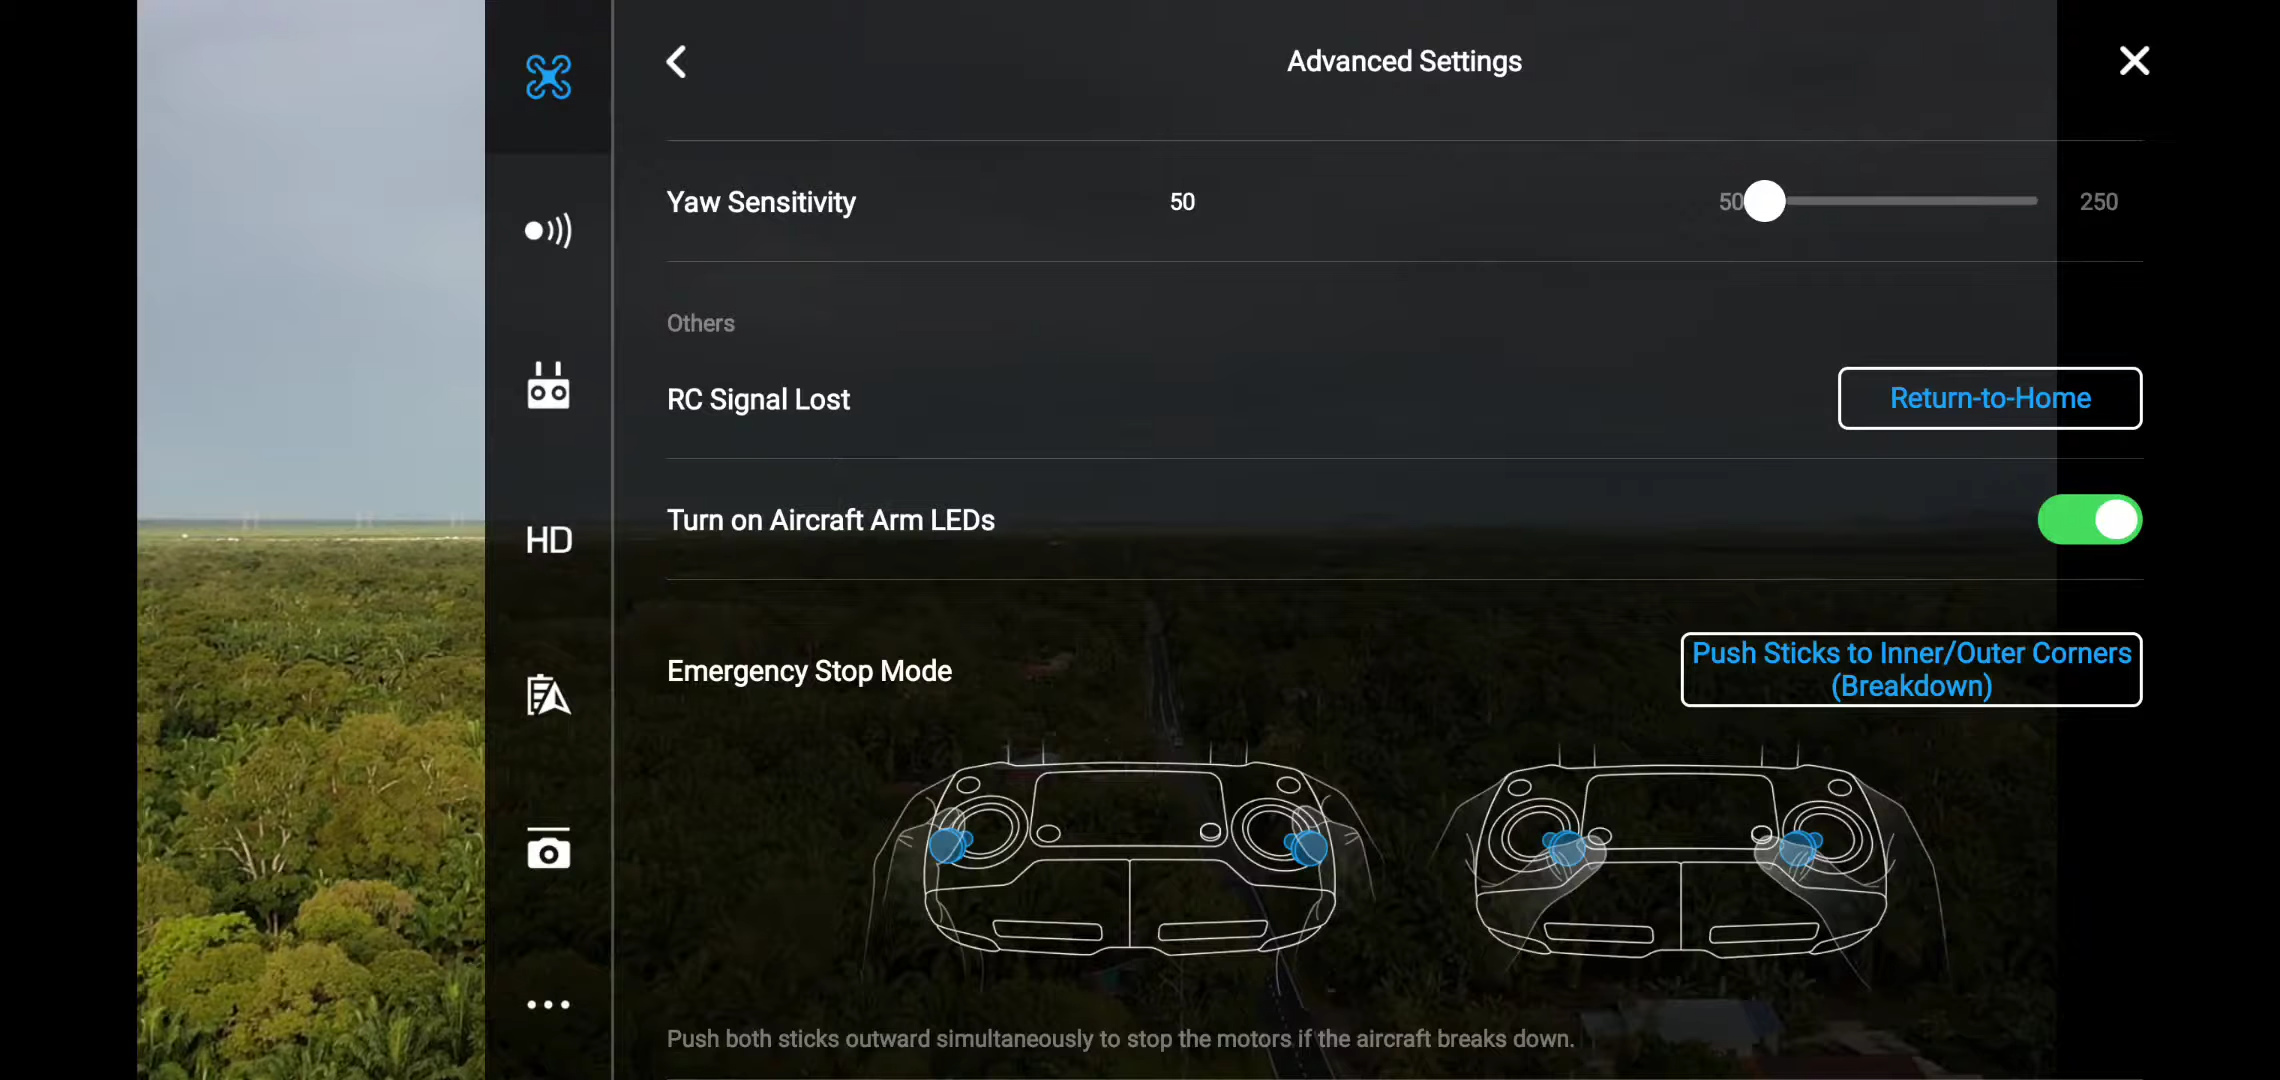 Advanced Settings
Yaw Sensitivity 50 50 250
Others
RC Signal Lost Return-to-Home
Turn on Aircraft Arm LEDs
HD
Emergency Stop Mode Push Sticks to Inner/Outer Corners
(Breakdown)
Push both sticks outward simultaneously to stop the motors if the aircraft breaks down.